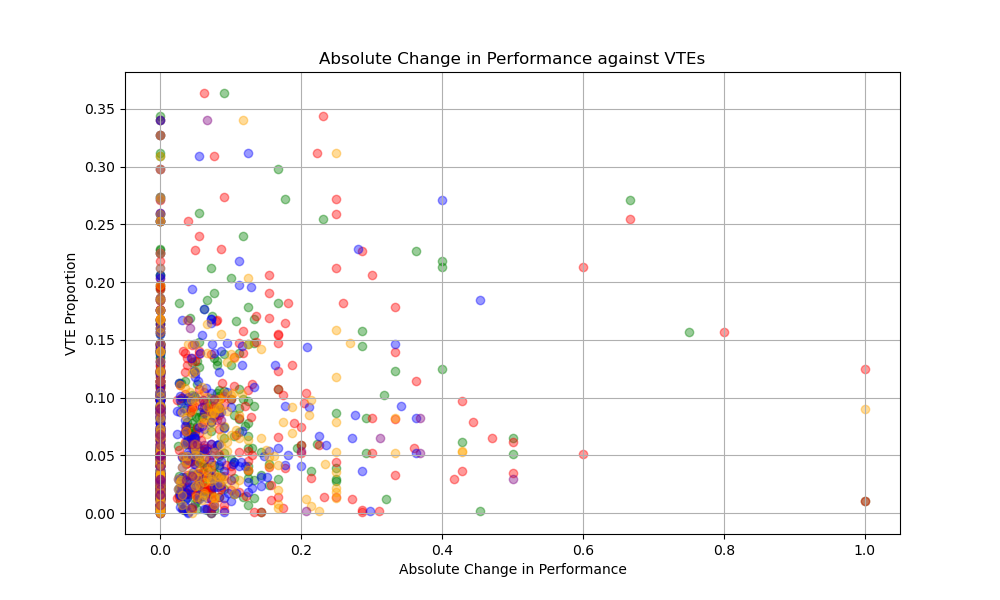 Absolute Change in Performance against VTEs
0.35
0.30
0.25
0.20
0.15
0.10
0.05
0.00
VTE Proportion
0.0 0.2 0.4 0.6 0.8 1.0
Absolute Change in Performance